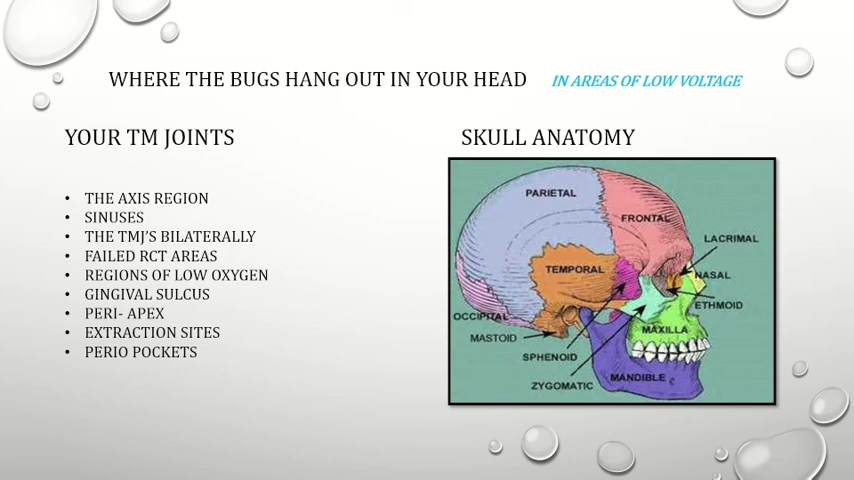 WHERE THE BUGS HANG OUT IN YOUR HEAD IN AREAS OF LOW VOLTAGE
YOUR TM JOINTS
• THE AXIS REGION
• SINUSES
• THE TMJ'S BILATERALLY
• FAILED RCT AREAS
• REGIONS OF LOW OXYGEN
• GINGIVAL SULCUS
• PERI- APEX
• EXTRACTION SITES
• PERIO POCKETS
SKULL ANATOMY
PARIETAL
FRONTAL
LACRIMAL
TEMPORAL
NASAL
ETHMOID
OCCIPITAL
MAXILLA
MASTOID
SPHENOID
MANDIBLE
ZYGOMATIC